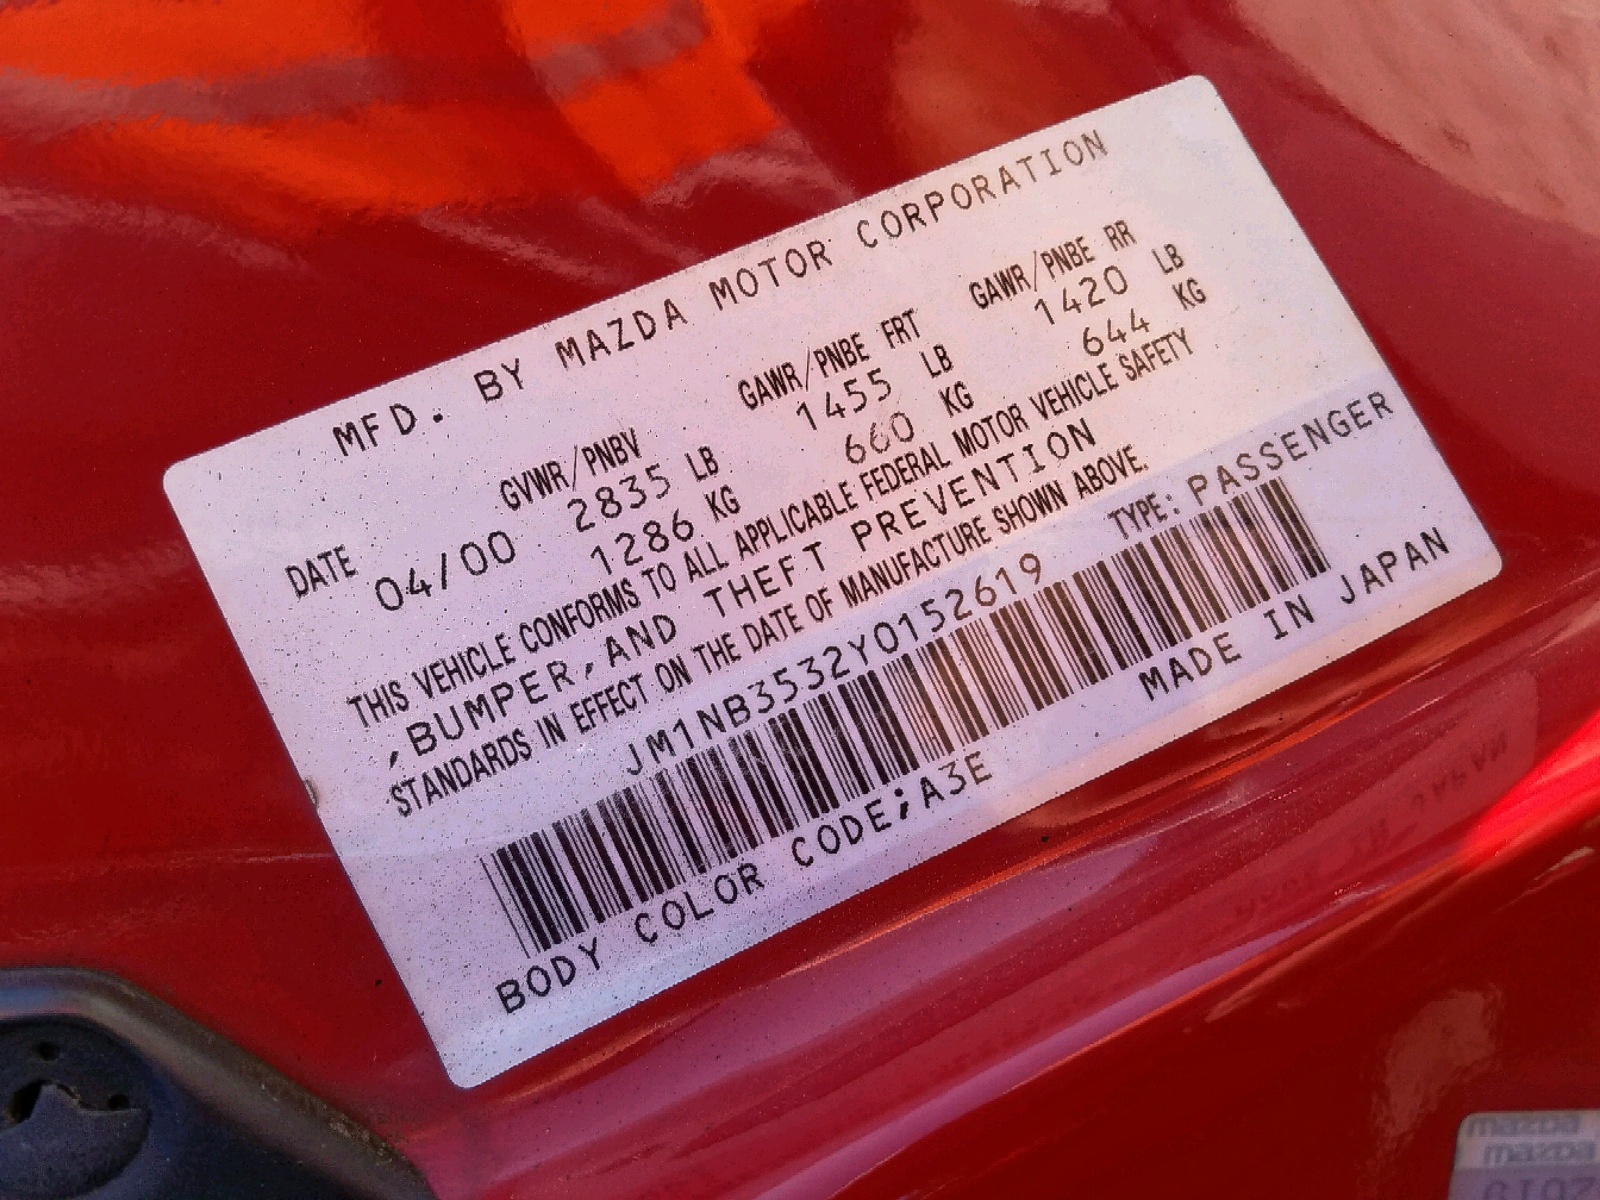 MFD. BY MAZDA MOTOR CORPORATION
GVWR/PNBV GAWR/PNBE FRT GAWR/PNBE RR
DATE 04/00 2835 LB 1455 LB 1420 LB
1286 KG 660 KG 644 KG
THIS VEHICLE CONFORMS TO ALL APPLICABLE FEDERAL MOTOR VEHICLE SAFETY
,BUMPER,AND THEFT PREVENTION
STANDARDS IN EFFECT ON THE DATE OF MANUFACTURE SHOWN ABOVE.
JM1NB3532Y0152619 TYPE: PASSENGER
BODY COLOR CODE;A3E MADE IN JAPAN
mazda
mazda